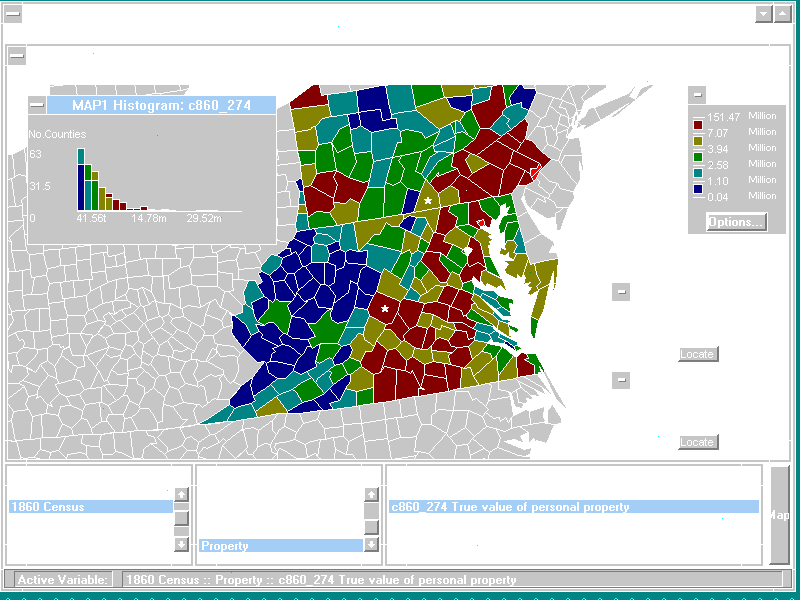 MAP1 Histogram: c860_274
No.Counties
63
31.5
0
41.56t 14.78m 29.52m
151.47 Million
7.07 Million
3.94 Million
2.58 Million
1.10 Million
0.04 Million
Options...
Locate
Locate
1860 Census
Property
c860_274 True value of personal property
Map
Active Variable: 1860 Census :: Property :: c860_274 True value of personal property